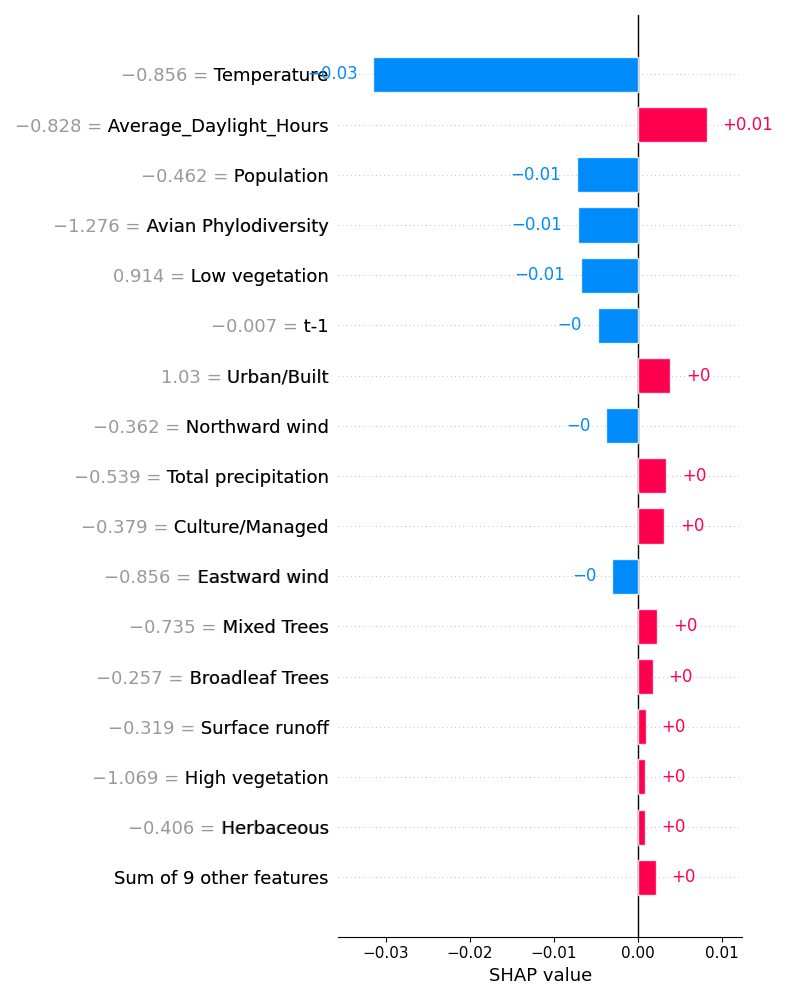 −0.856 = Temperature −0.03
−0.828 = Average_Daylight_Hours +0.01
−0.462 = Population −0.01
−1.276 = Avian Phylodiversity −0.01
0.914 = Low vegetation −0.01
−0.007 = t-1 −0
1.03 = Urban/Built +0
−0.362 = Northward wind −0
−0.539 = Total precipitation +0
−0.379 = Culture/Managed +0
−0.856 = Eastward wind −0
−0.735 = Mixed Trees +0
−0.257 = Broadleaf Trees +0
−0.319 = Surface runoff +0
−1.069 = High vegetation +0
−0.406 = Herbaceous +0
Sum of 9 other features +0
−0.03 −0.02 −0.01 0.00 0.01
SHAP value